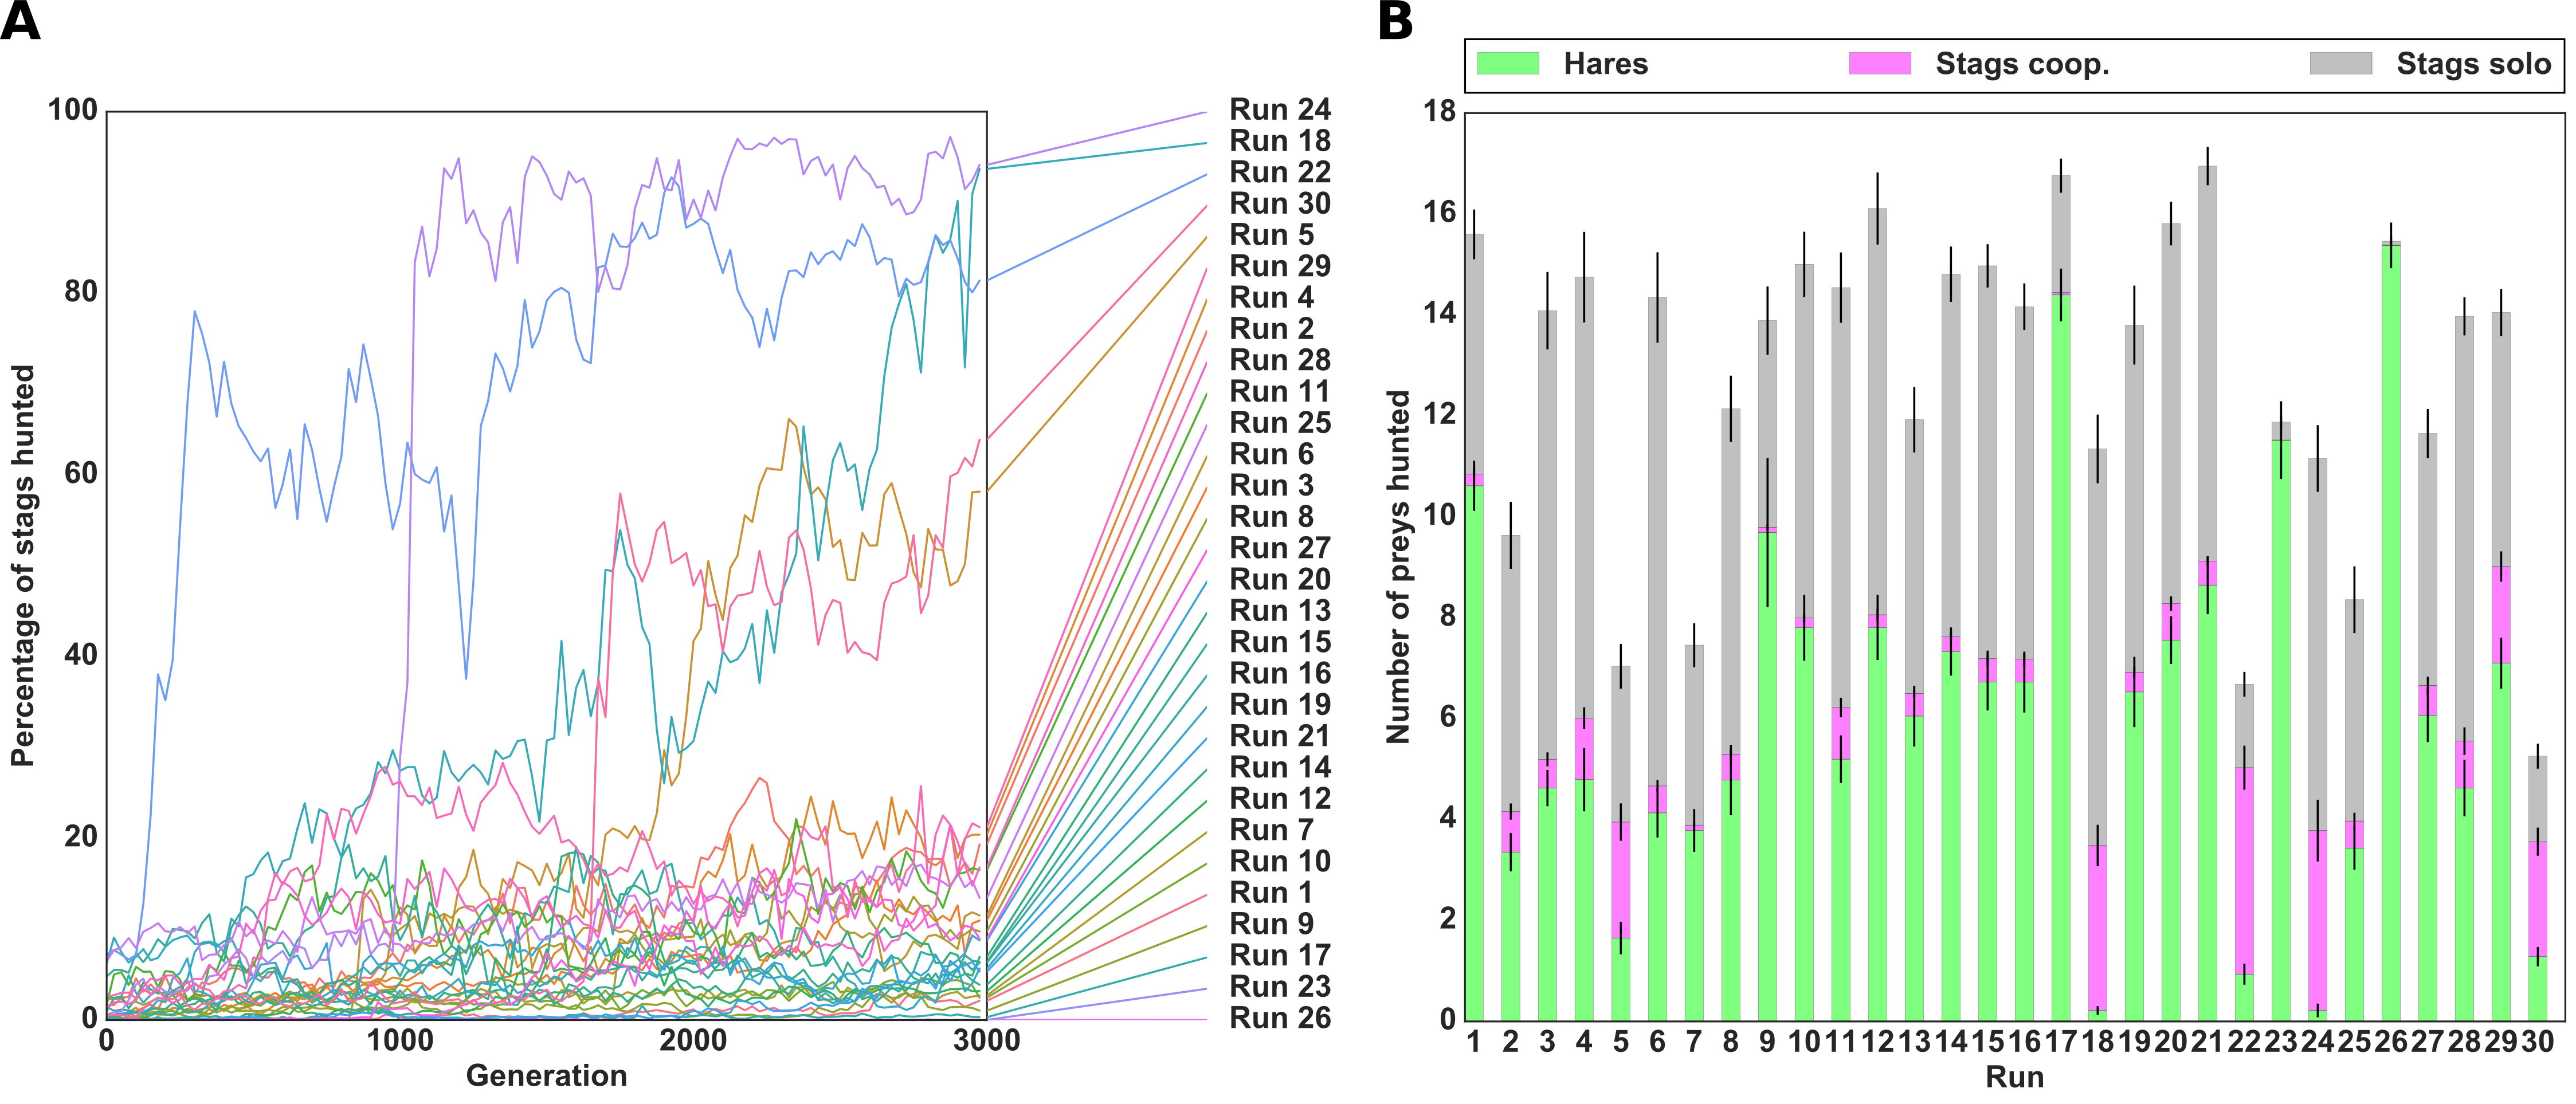 A
Percentage of stags hunted
100
80
60
40
20
0
0 1000 2000 3000
Generation
Run 24
Run 18
Run 22
Run 30
Run 5
Run 29
Run 4
Run 2
Run 28
Run 11
Run 25
Run 6
Run 3
Run 8
Run 27
Run 20
Run 13
Run 15
Run 16
Run 19
Run 21
Run 14
Run 12
Run 7
Run 10
Run 1
Run 9
Run 17
Run 23
Run 26
B
Hares Stags coop. Stags solo
Number of preys hunted
18
16
14
12
10
8
6
4
2
0
1 2 3 4 5 6 7 8 9 10 11 12 13 14 15 16 17 18 19 20 21 22 23 24 25 26 27 28 29 30
Run